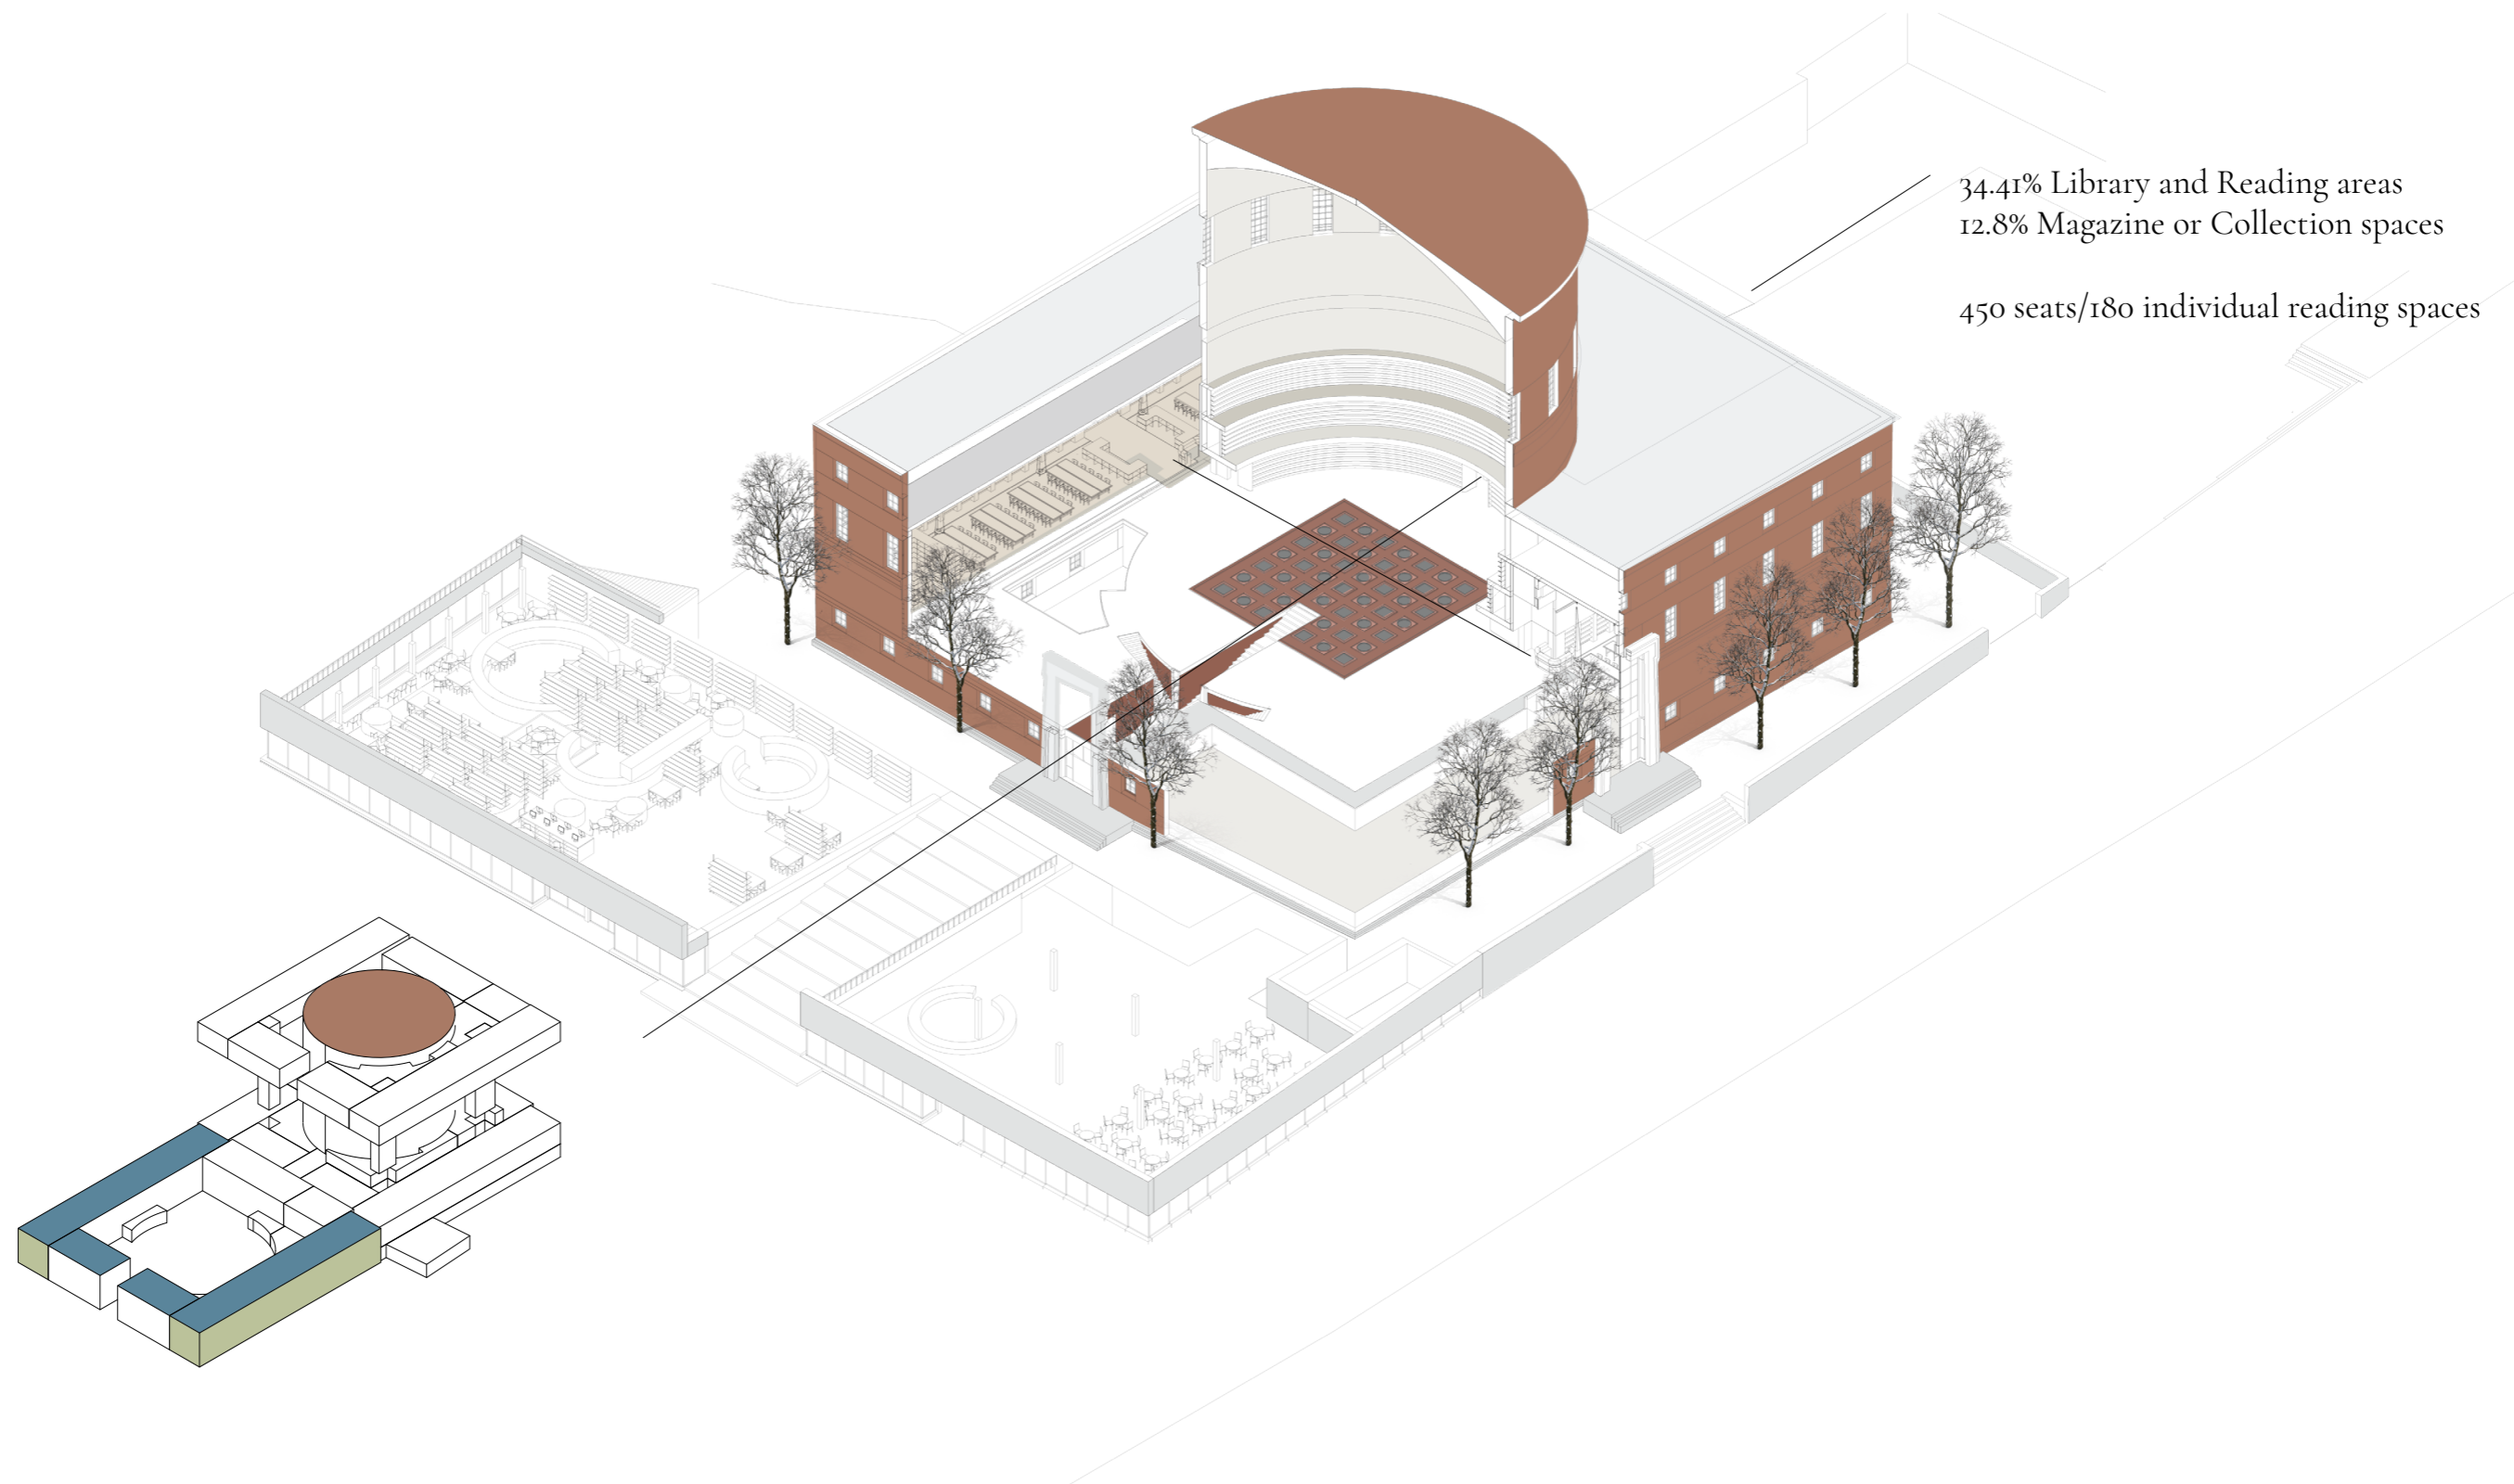 34.41% Library and Reading areas
12.8% Magazine or Collection spaces
450 seats/180 individual reading spaces